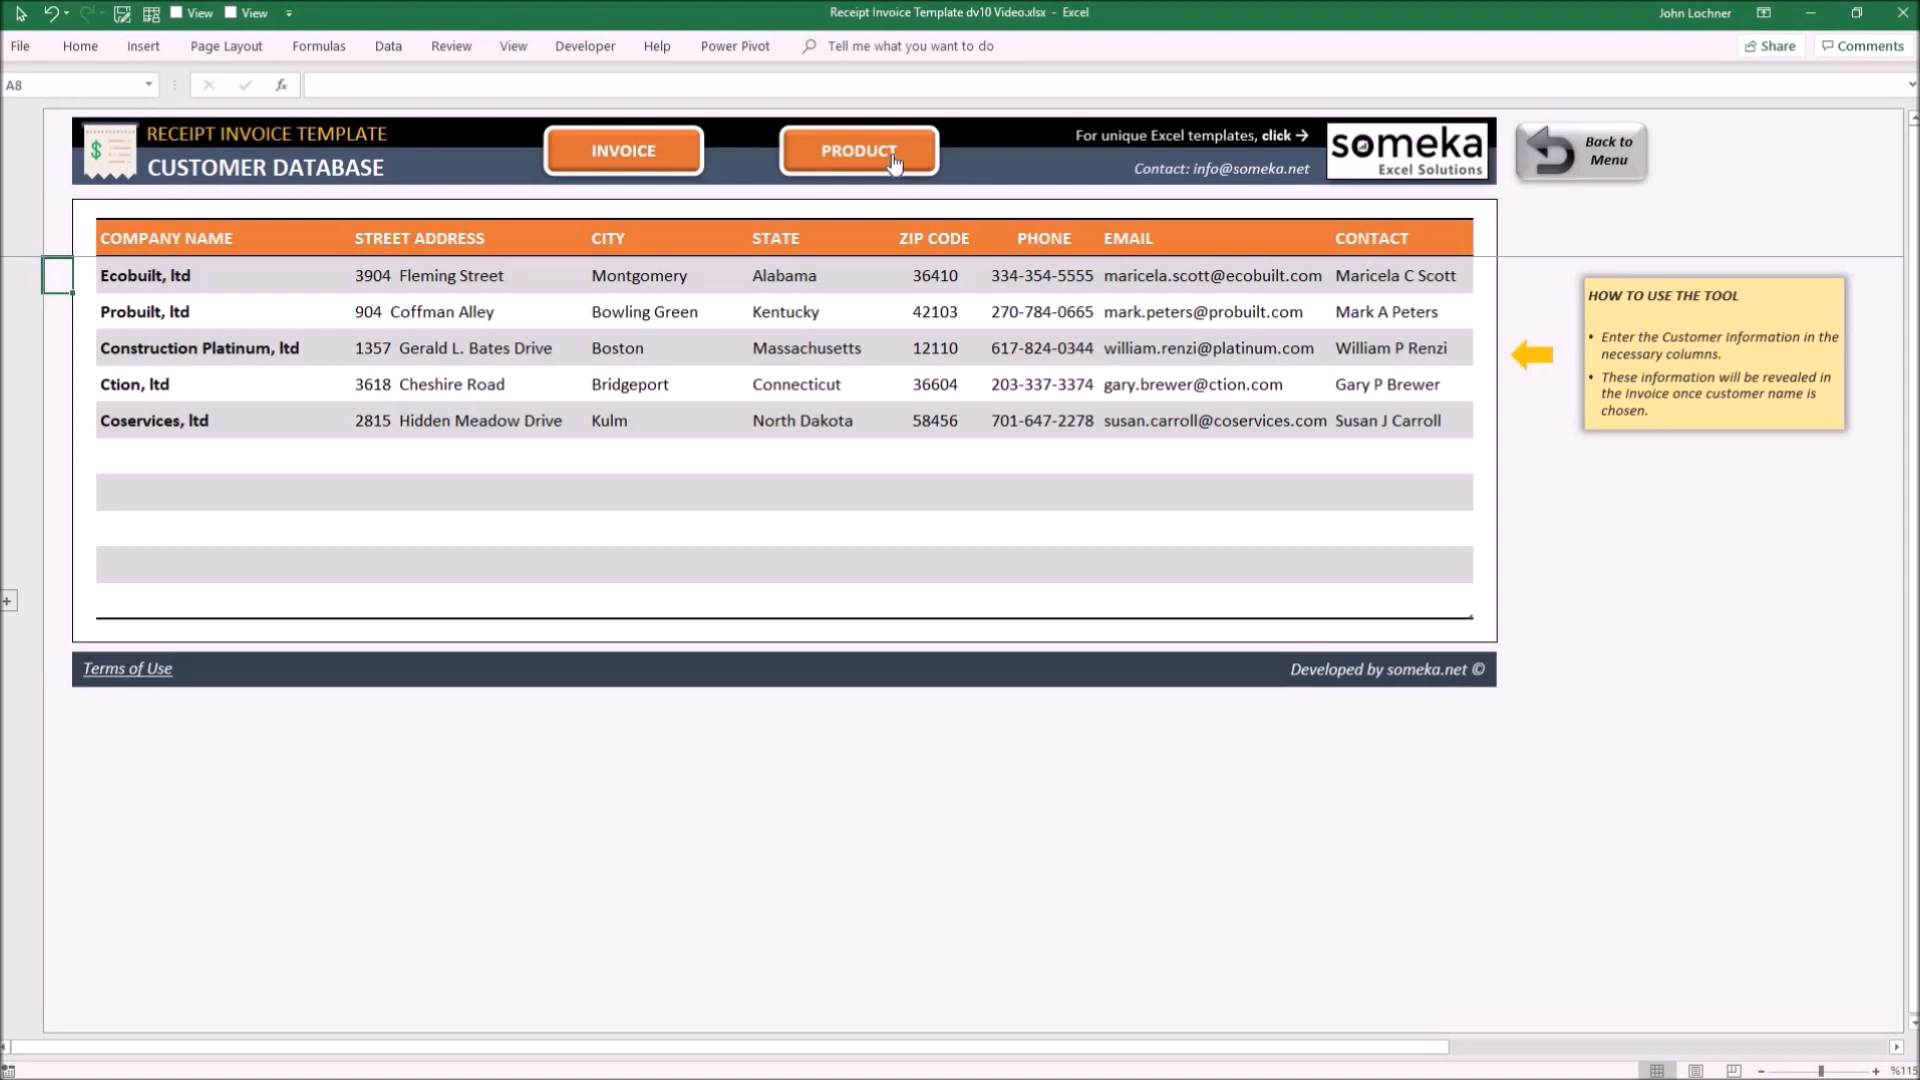 View View Receipt Invoice Template dv10 Video.xlsx - Excel John Lochner
File Home Insert Page Layout Formulas Data Review View Developer Help Power Pivot Tell me what you want to do Share Comments
A8 fx
RECEIPT INVOICE TEMPLATE
CUSTOMER DATABASE
INVOICE
PRODUCT
For unique Excel templates, click →
Contact: info@someka.net
someka
Excel Solutions
Back to
Menu
COMPANY NAME STREET ADDRESS CITY STATE ZIP CODE PHONE EMAIL CONTACT
Ecobuilt, ltd 3904 Fleming Street Montgomery Alabama 36410 334-354-5555 maricela.scott@ecobuilt.com Maricela C Scott
Probuilt, ltd 904 Coffman Alley Bowling Green Kentucky 42103 270-784-0665 mark.peters@probuilt.com Mark A Peters
Construction Platinum, ltd 1357 Gerald L. Bates Drive Boston Massachusetts 12110 617-824-0344 william.renzi@platinum.com William P Renzi
Ction, ltd 3618 Cheshire Road Bridgeport Connecticut 36604 203-337-3374 gary.brewer@ction.com Gary P Brewer
Coservices, ltd 2815 Hidden Meadow Drive Kulm North Dakota 58456 701-647-2278 susan.carroll@coservices.com Susan J Carroll
HOW TO USE THE TOOL
• Enter the Customer Information in the
necessary columns.
• These information will be revealed in
the Invoice once customer name is
chosen.
Terms of Use Developed by someka.net ©
%115